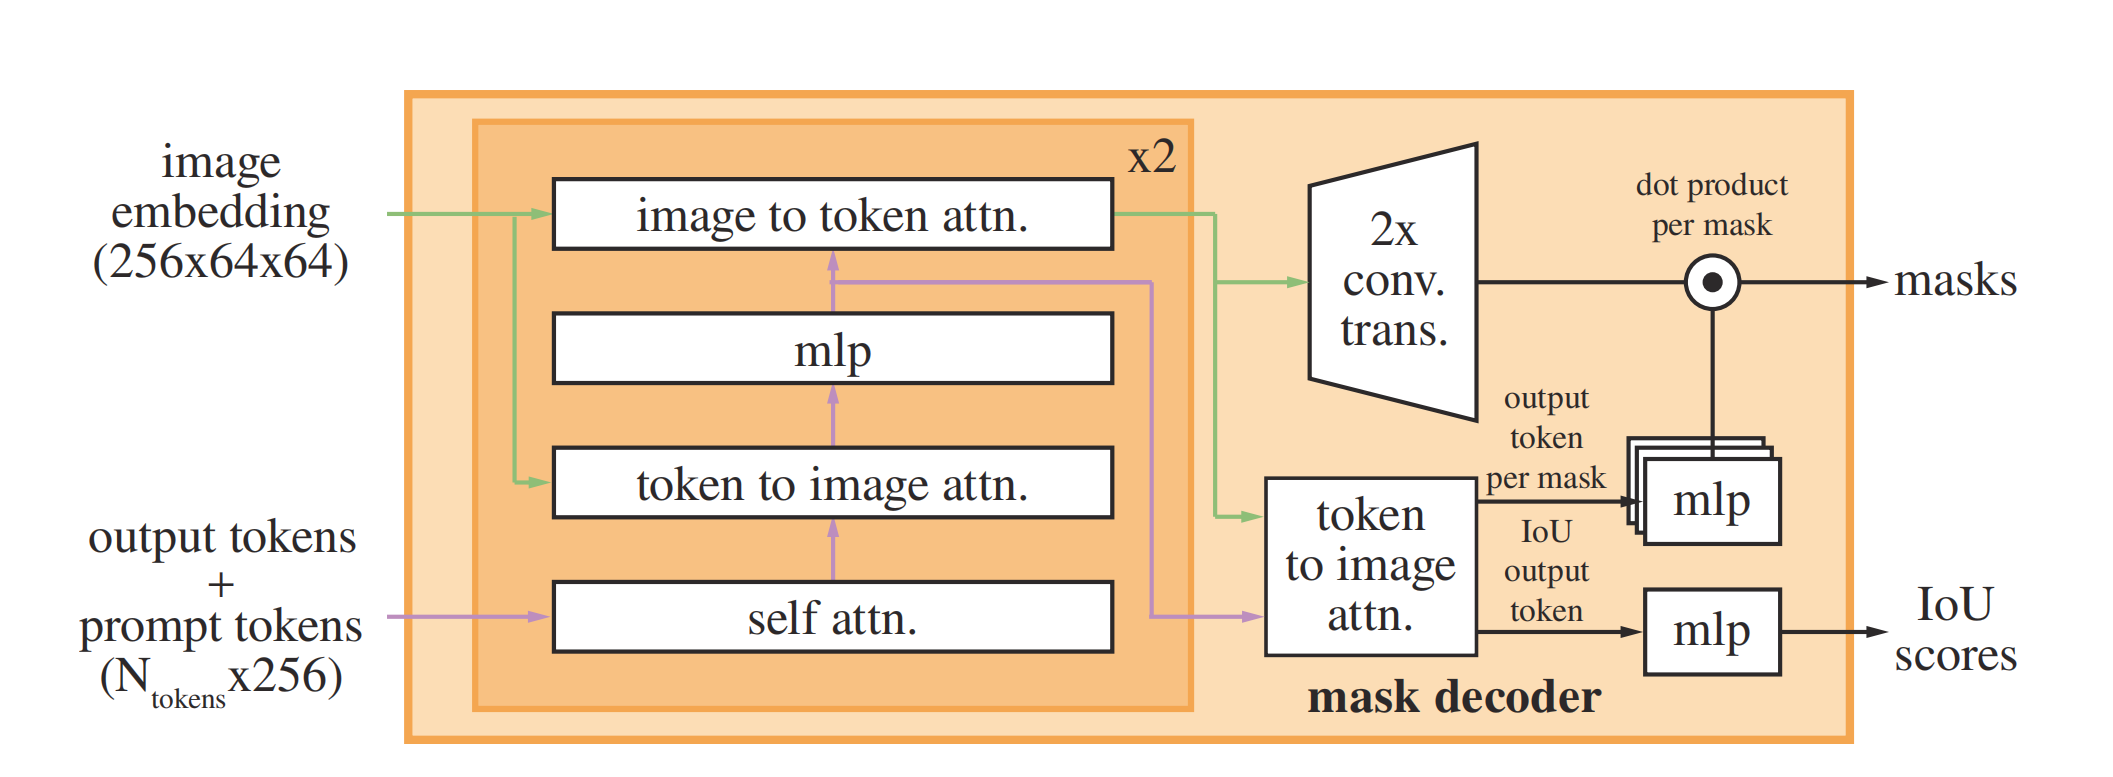 image
embedding
(256x64x64)
output tokens
+
prompt tokens
(Ntokensx256)
x2
image to token attn.
mlp
token to image attn.
self attn.
2x
conv.
trans.
token
to image
attn.
mask decoder
output
token
per mask
IoU
output
token
dot product
per mask
mlp
mlp
masks
IoU
scores